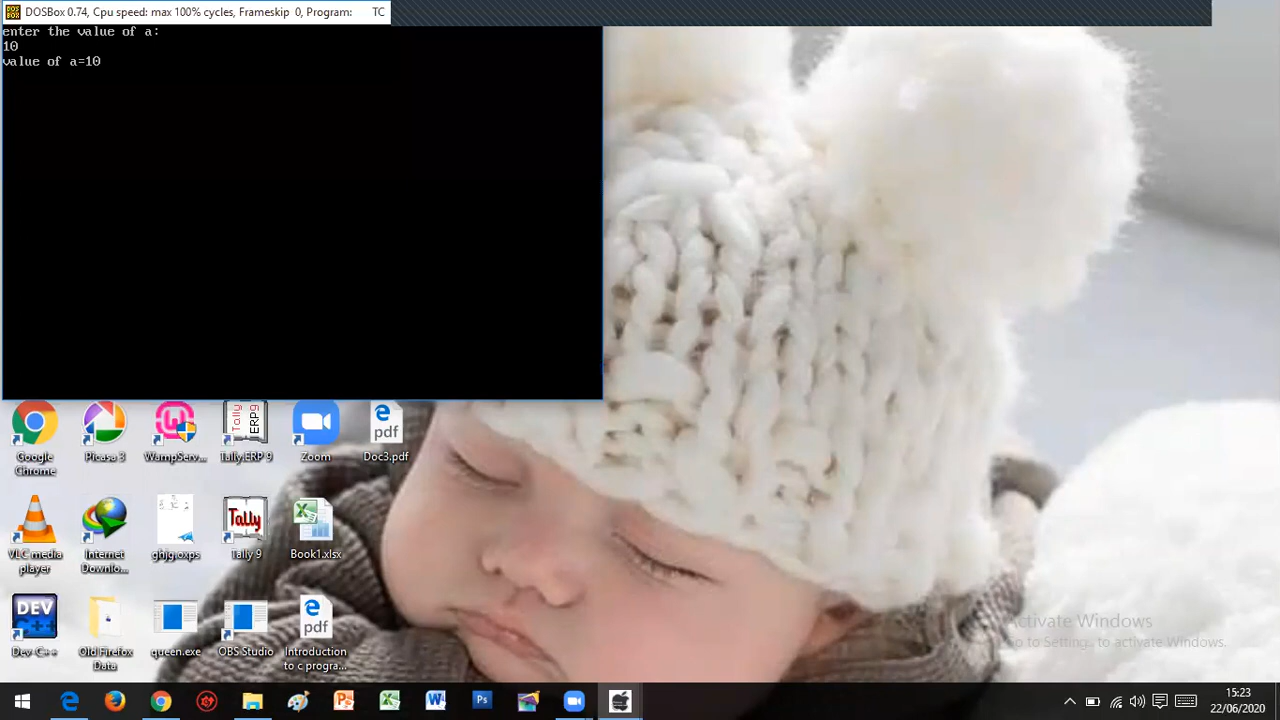 DOSBox 0.74, Cpu speed: max 100% cycles, Frameskip 0, Program: TC
enter the value of a:
10
value of a=10
Google Chrome
Picasa 3
WampServ...
Tally.ERP 9
Zoom
Doc3.pdf
VLC media player
Internet Downlo...
ghjg.oxps
Tally 9
Book1.xlsx
Dev-C++
Old Firefox Data
queen.exe
OBS Studio
Introduction to c progra...
Activate Windows
Go to Setting.. to activate Windows.
15:23
22/06/2020